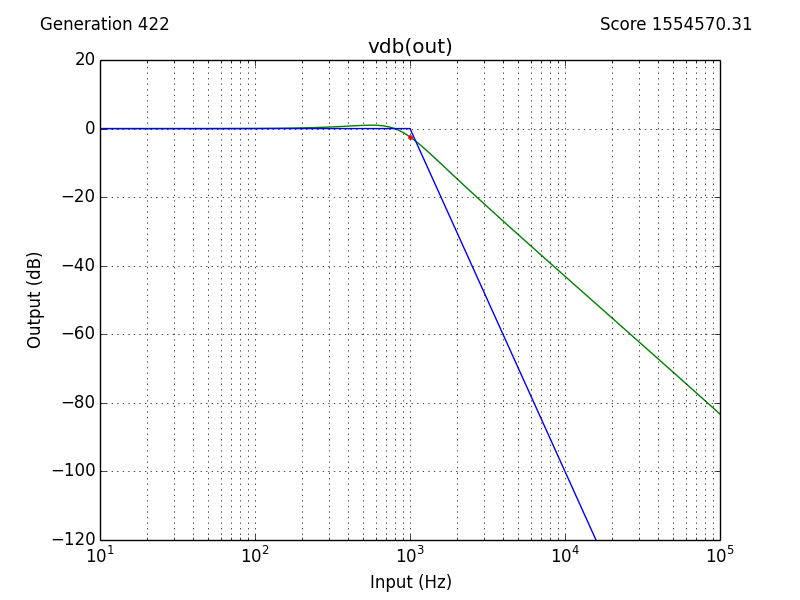 Generation 422
Score 1554570.31
vdb(out)
20
0
−20
−40
−60
−80
−100
−120
Output (dB)
10¹
10²
10³
10⁴
10⁵
Input (Hz)